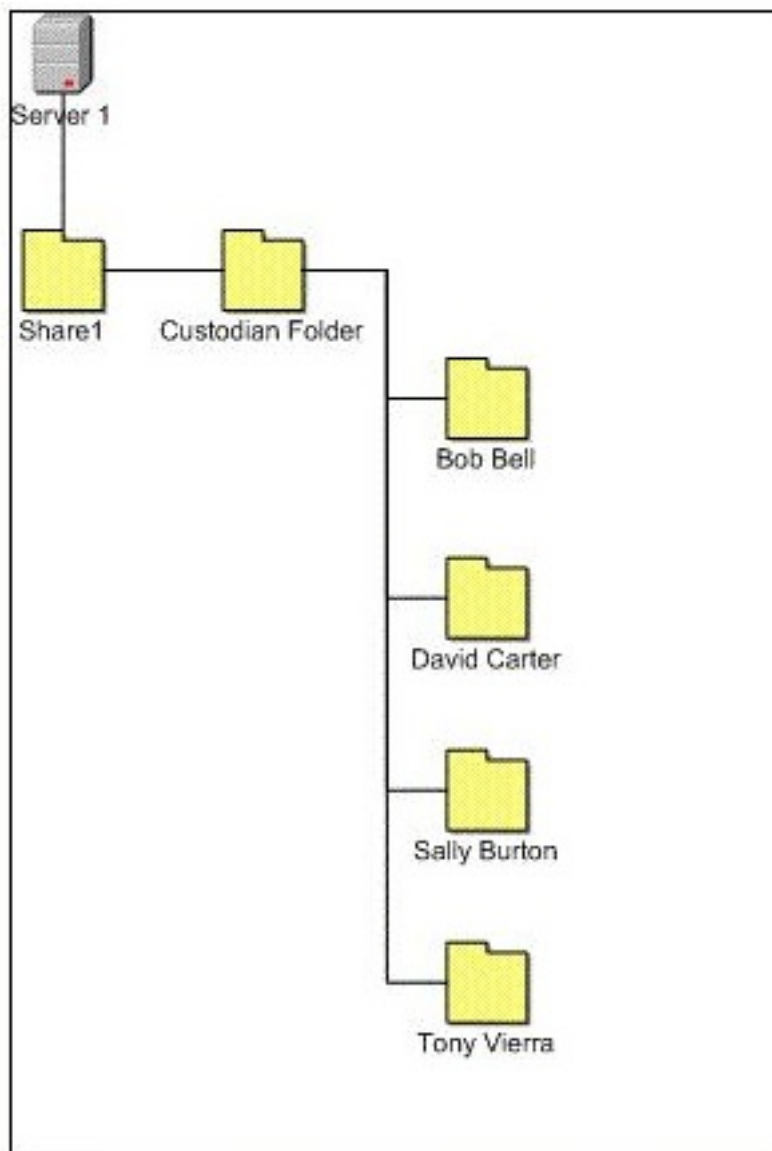 Server 1
Share1
Custodian Folder
Bob Bell
David Carter
Sally Burton
Tony Vierra